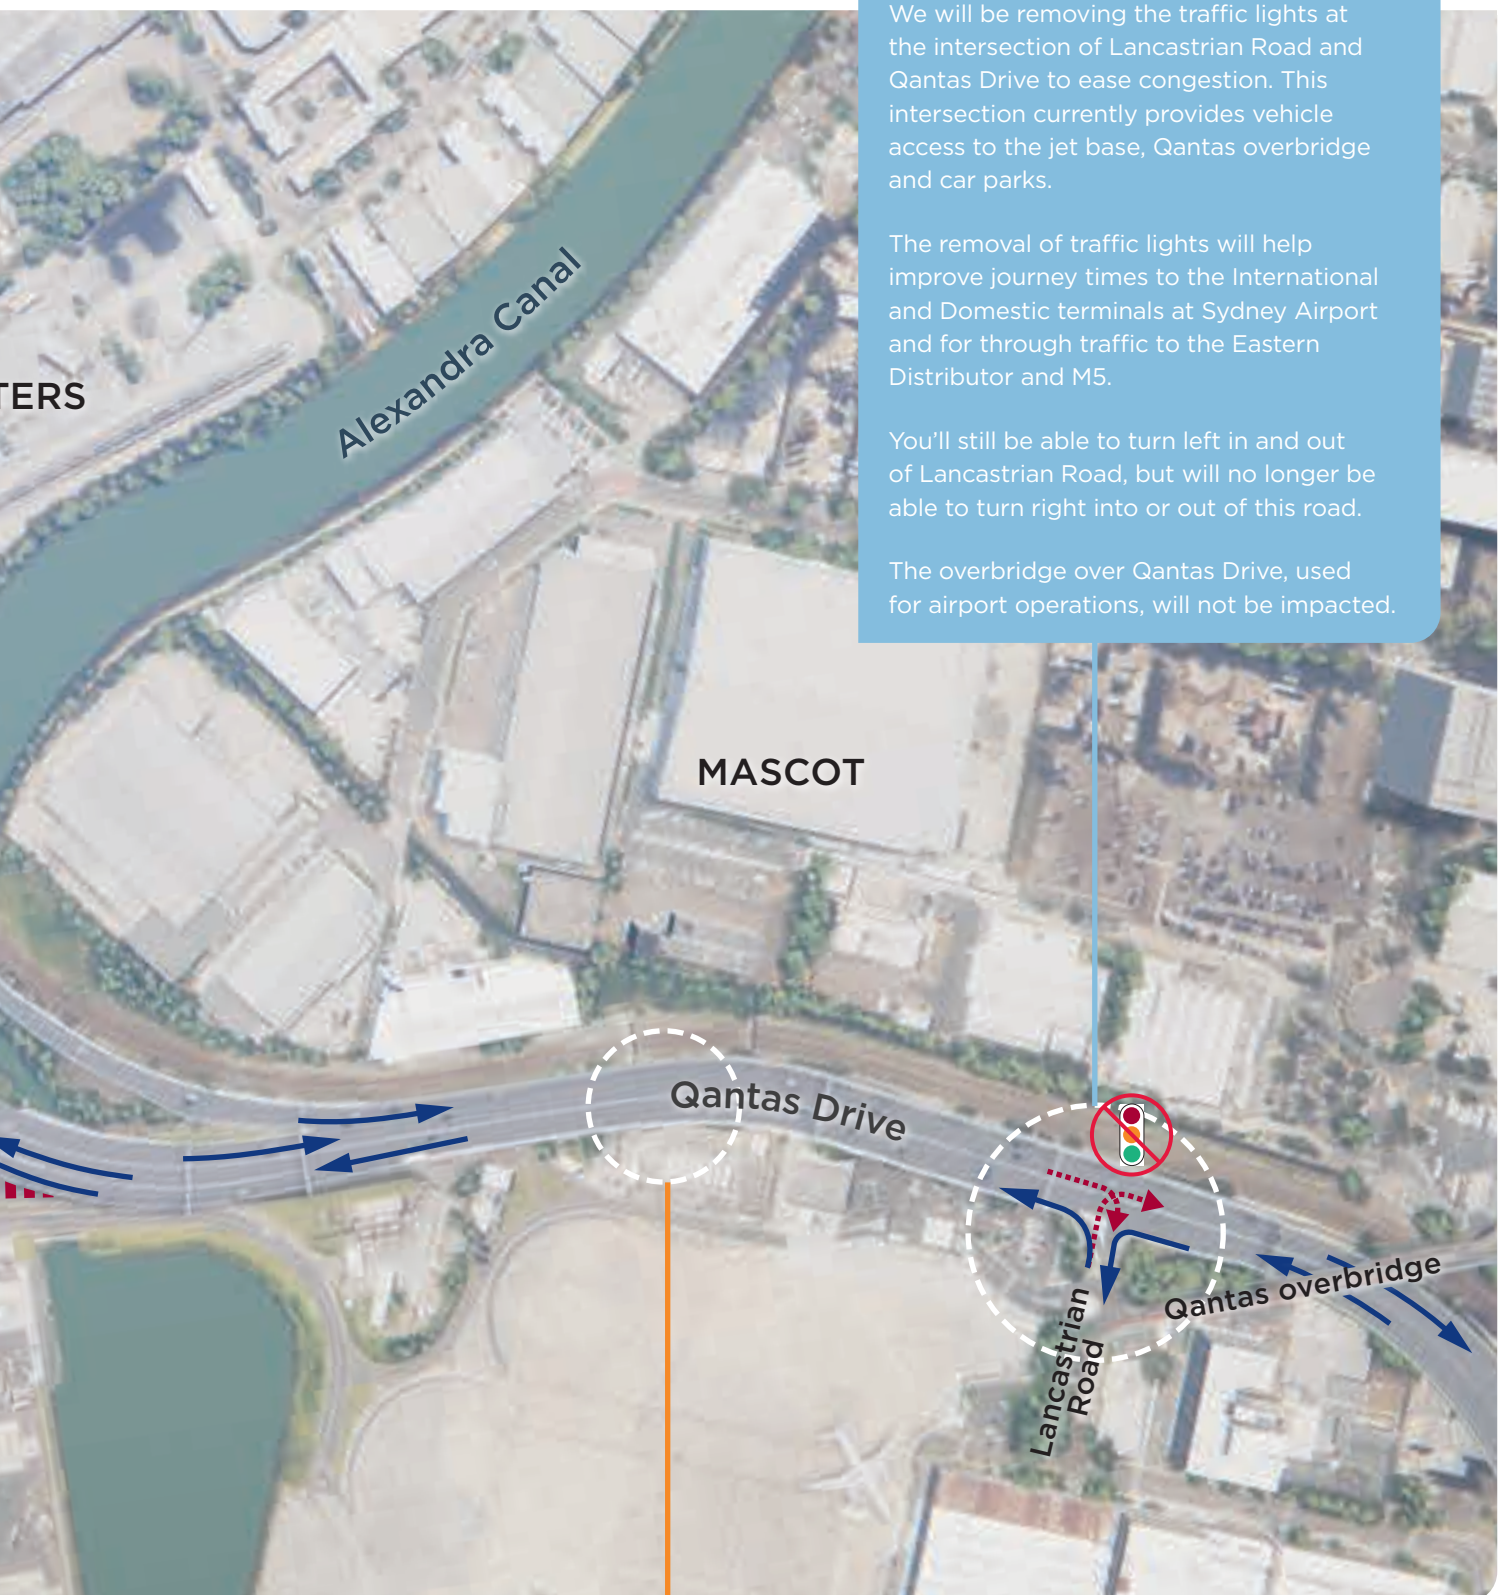 We will be removing the traffic lights at
the intersection of Lancastrian Road and
Qantas Drive to ease congestion. This
intersection currently provides vehicle
access to the jet base, Qantas overbridge
and car parks.
The removal of traffic lights will help
improve journey times to the International
and Domestic terminals at Sydney Airport
and for through traffic to the Eastern
Distributor and M5.
You’ll still be able to turn left in and out
of Lancastrian Road, but will no longer be
able to turn right into or out of this road.
The overbridge over Qantas Drive, used
for airport operations, will not be impacted.
Alexandra Canal
TERS
MASCOT
Qantas Drive
Qantas overbridge
Lancastrian
Road